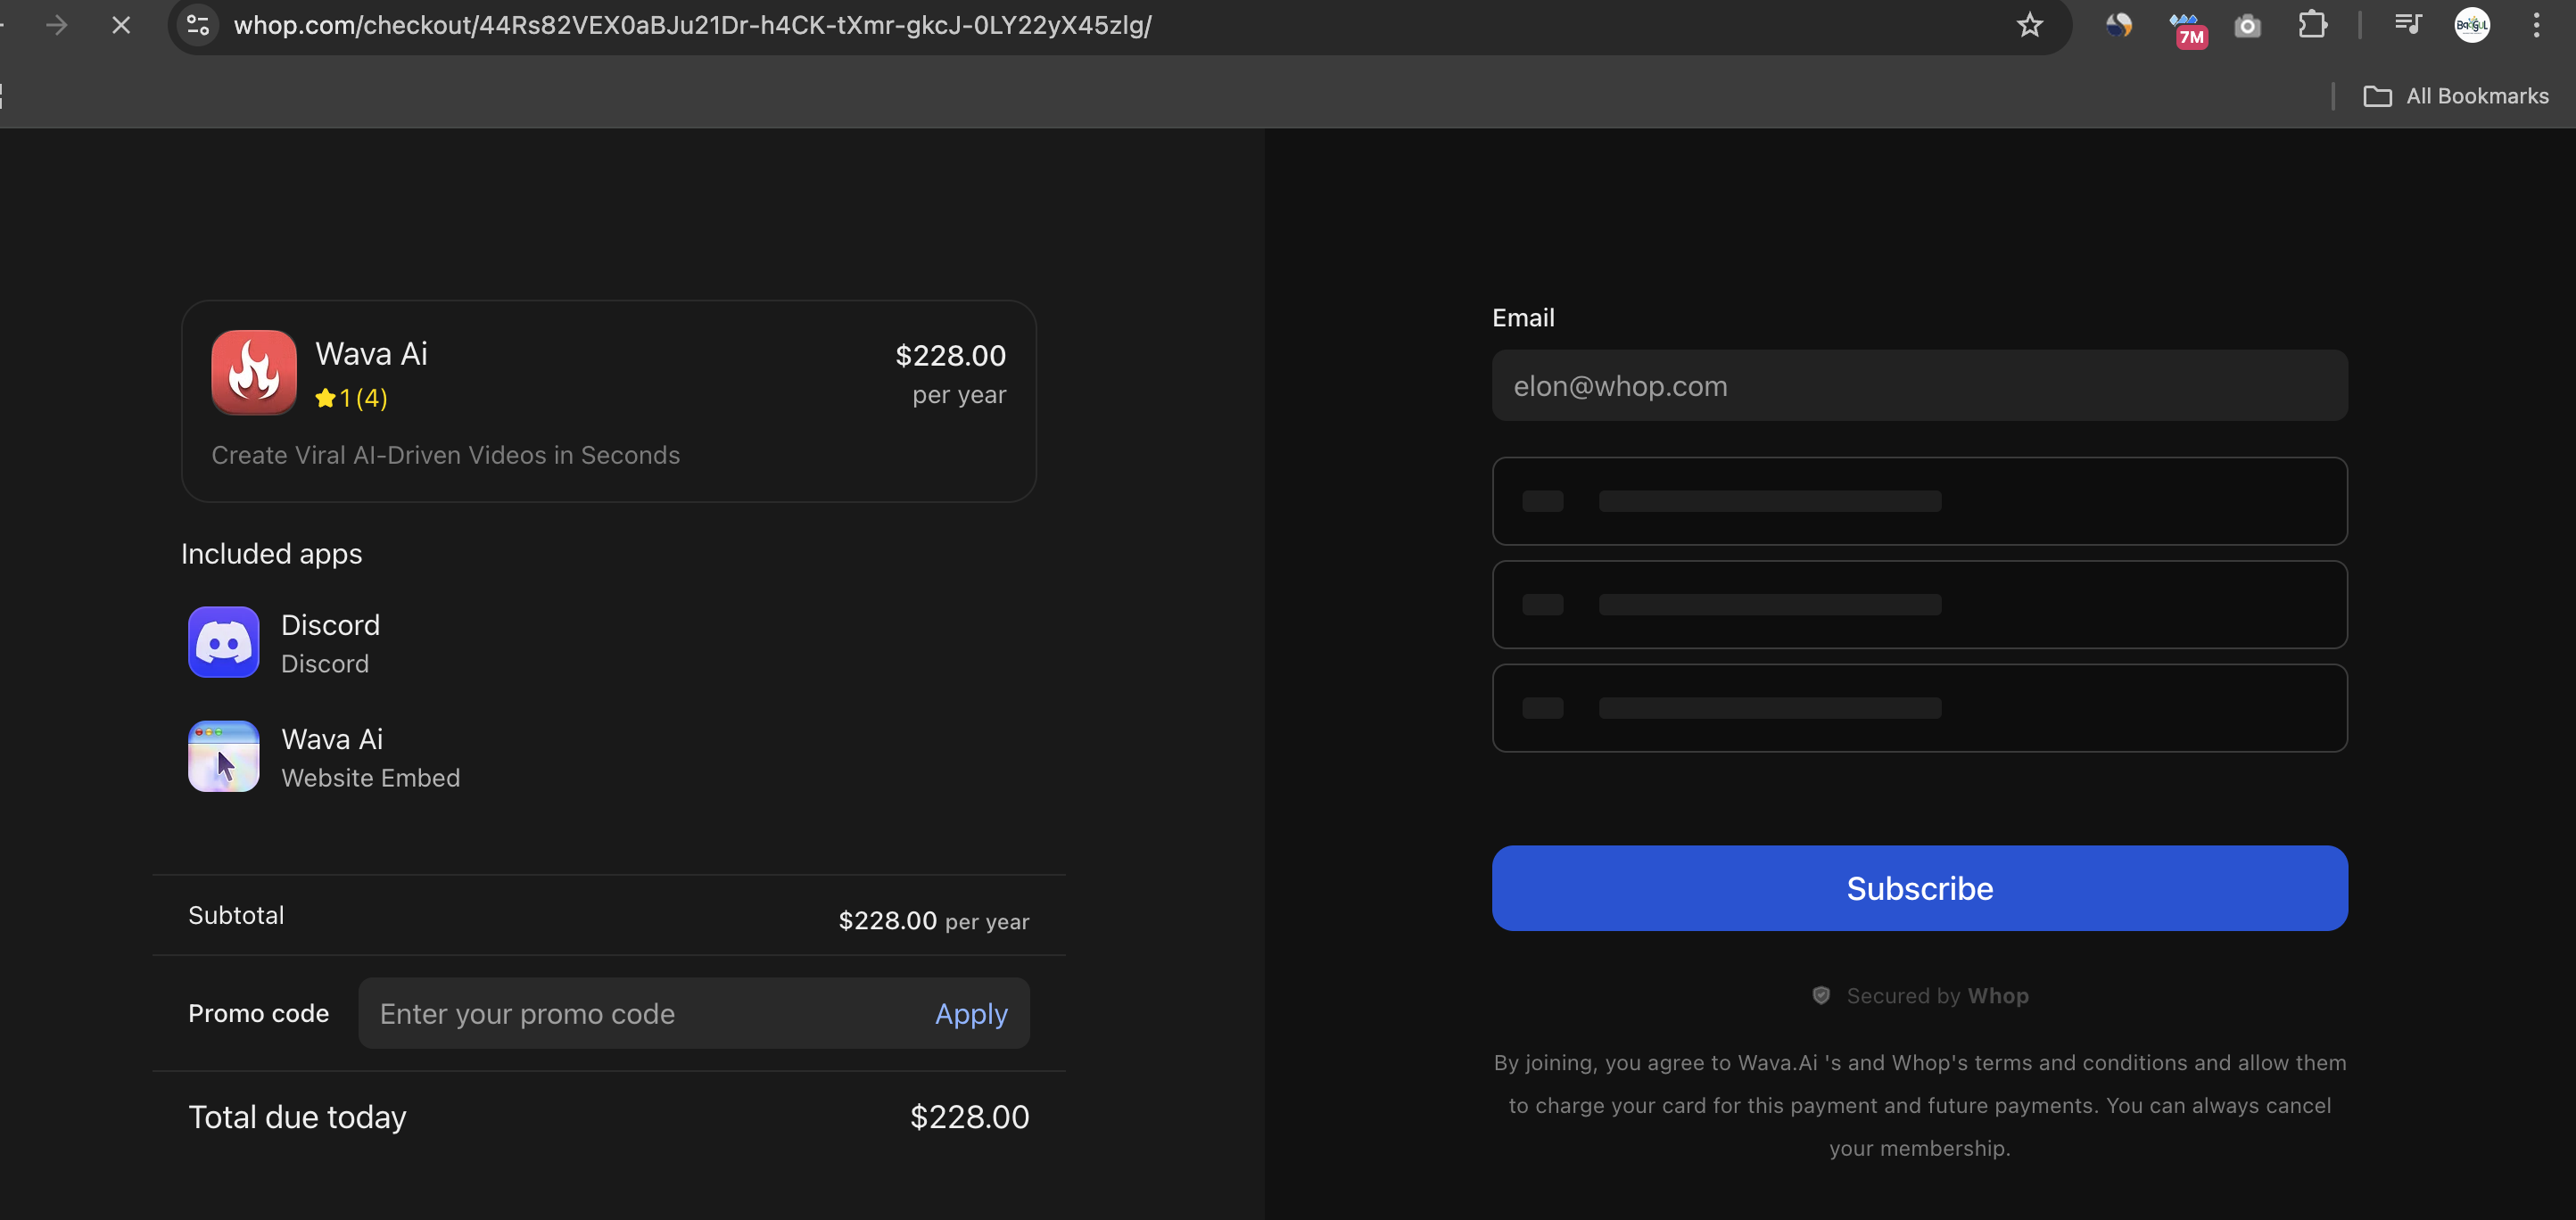 whop.com/checkout/44Rs82VEX0aBJu21Dr-h4CK-tXmr-gkcJ-0LY22yX45zlg/
7M
All Bookmarks
Wava Ai
1 (4)
$228.00
per year
Create Viral AI-Driven Videos in Seconds
Included apps
Discord
Discord
Wava Ai
Website Embed
Subtotal
$228.00 per year
Promo code
Enter your promo code
Apply
Total due today
$228.00
Email
elon@whop.com
Subscribe
Secured by Whop
By joining, you agree to Wava.Ai 's and Whop's terms and conditions and allow them
to charge your card for this payment and future payments. You can always cancel
your membership.